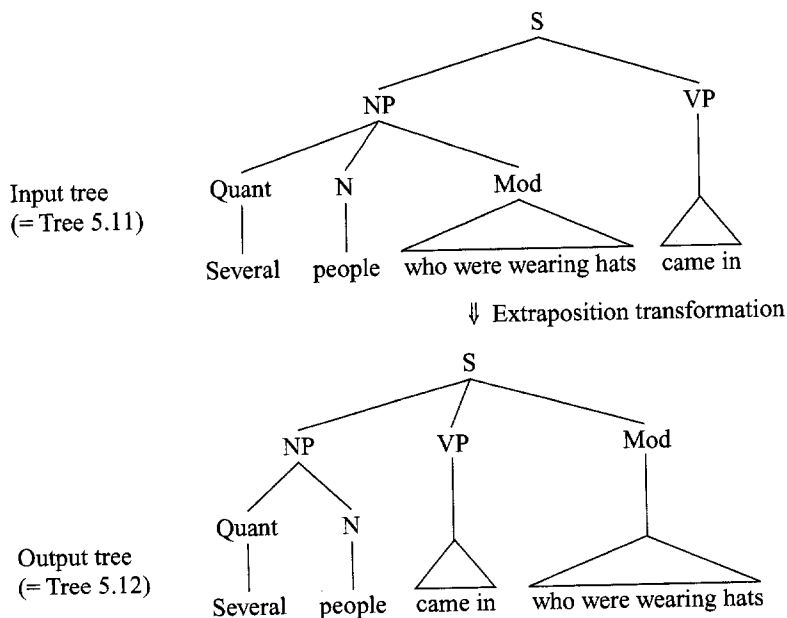 S
NP VP
Input tree Quant N Mod
(= Tree 5.11)
Several people who were wearing hats came in
⇓ Extraposition transformation
S
NP VP Mod
Quant N
Output tree
(= Tree 5.12)
Several people came in who were wearing hats